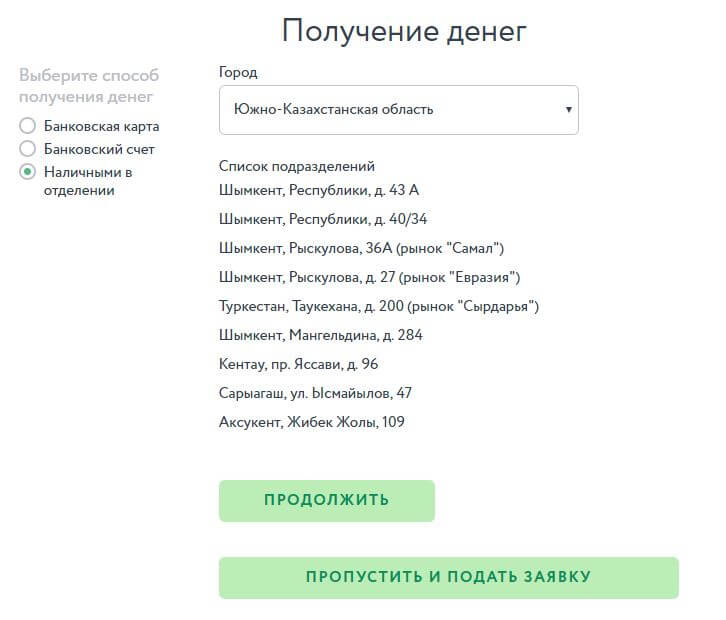 Получение денег
Выберите способ
получения денег
Банковская карта
Банковский счет
Наличными в
отделении
Город
Южно-Казахстанская область
Список подразделений
Шымкент, Республики, д. 43 А
Шымкент, Республики, д. 40/34
Шымкент, Рыскулова, 36А (рынок "Самал")
Шымкент, Рыскулова, д. 27 (рынок "Евразия")
Туркестан, Таукехана, д. 200 (рынок "Сырдарья")
Шымкент, Мангельдина, д. 284
Кентау, пр. Яссави, д. 96
Сарыагаш, ул. Ысмайылов, 47
Аксукент, Жибек Жолы, 109
ПРОДОЛЖИТЬ
ПРОПУСТИТЬ И ПОДАТЬ ЗАЯВКУ